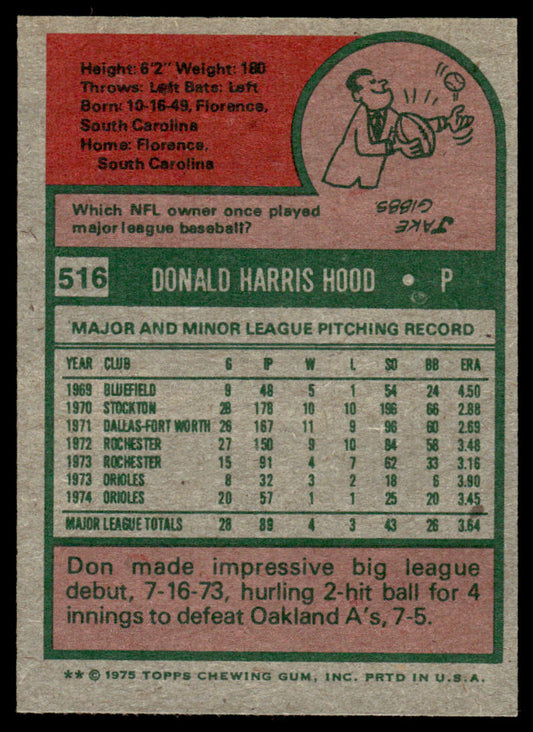 Height: 6'2" Weight: 180
Throws: Left Bats: Left
Born: 10-16-49, Florence,
South Carolina
Home: Florence,
South Carolina
Which NFL owner once played
major league baseball?
JAKE
GIBBS
516 DONALD HARRIS HOOD • P
MAJOR AND MINOR LEAGUE PITCHING RECORD
YEAR CLUB G IP W L SO BB ERA
1969 BLUEFIELD 9 48 5 1 54 24 4.50
1970 STOCKTON 28 178 10 10 196 66 2.88
1971 DALLAS-FORT WORTH 26 167 11 9 96 60 2.69
1972 ROCHESTER 27 150 9 10 84 58 3.48
1973 ROCHESTER 15 91 4 7 62 33 3.16
1973 ORIOLES 8 32 3 2 18 6 3.90
1974 ORIOLES 20 57 1 1 25 20 3.45
MAJOR LEAGUE TOTALS 28 89 4 3 43 26 3.64
Don made impressive big league
debut, 7-16-73, hurling 2-hit ball for 4
innings to defeat Oakland A's, 7-5.
** © 1975 TOPPS CHEWING GUM, INC. PRTD IN U.S.A.